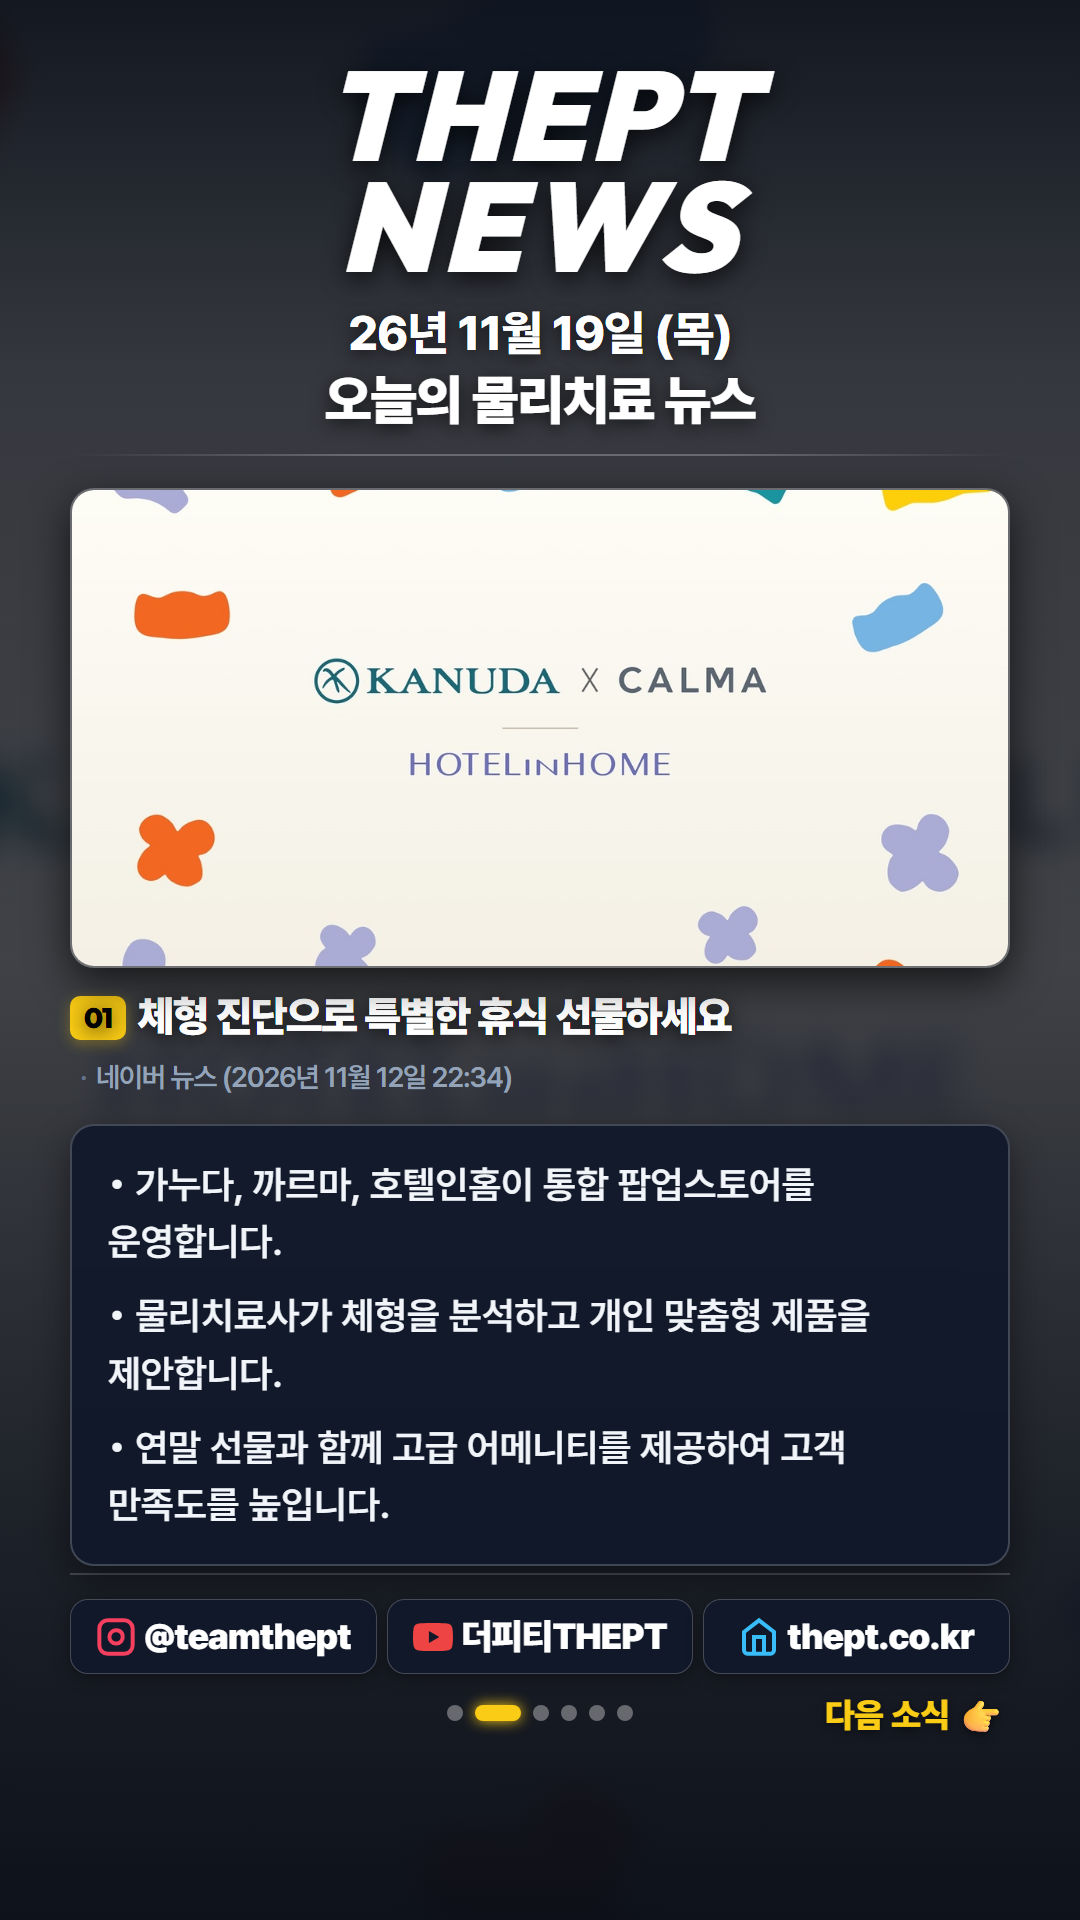 THEPT
NEWS
26년 11월 19일 (목)
오늘의 물리치료 뉴스
KANUDA X CALMA
HOTELINHOME
01 체형 진단으로 특별한 휴식 선물하세요
· 네이버 뉴스 (2026년 11월 12일 22:34)
• 가누다, 까르마, 호텔인홈이 통합 팝업스토어를
운영합니다.
• 물리치료사가 체형을 분석하고 개인 맞춤형 제품을
제안합니다.
• 연말 선물과 함께 고급 어메니티를 제공하여 고객
만족도를 높입니다.
@teamthept 더피티THEPT thept.co.kr
다음 소식 👉